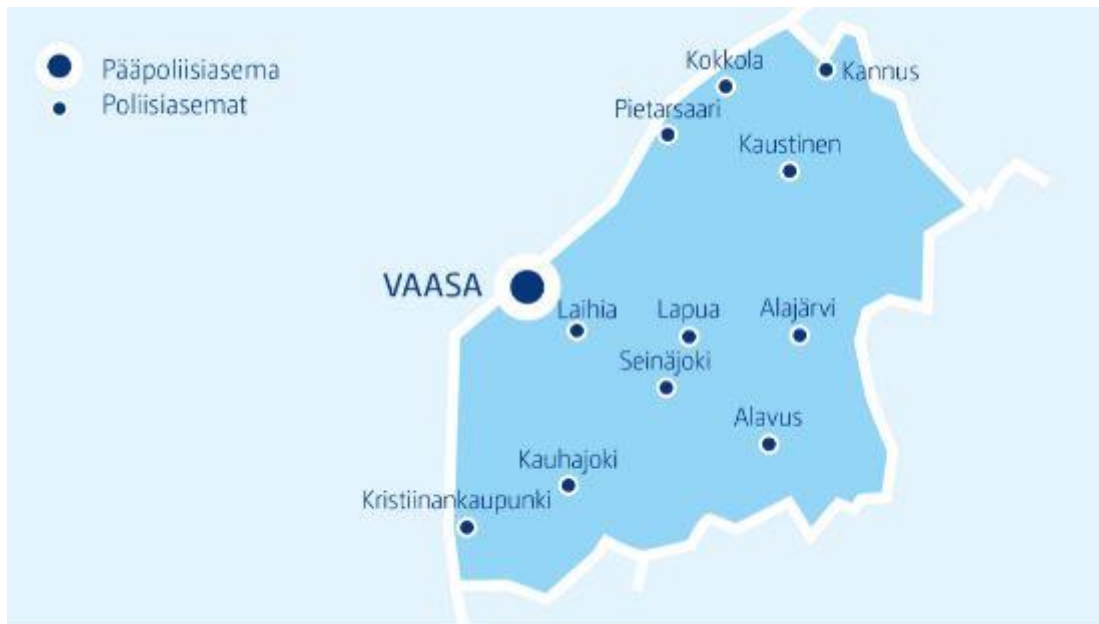 Pääpoliisiasema
Poliisiasemat
Kokkola
Kannus
Pietarsaari
Kaustinen
VAASA
Laihia
Lapua
Alajärvi
Seinäjoki
Alavus
Kauhajoki
Kristiinankaupunki